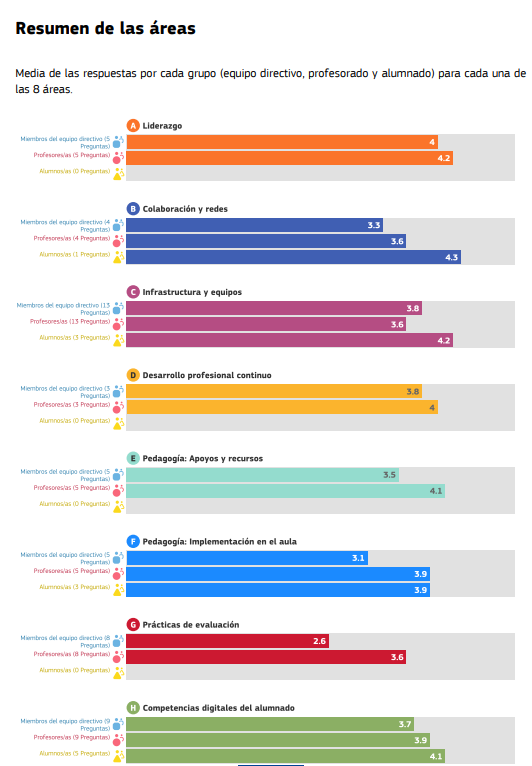 Resumen de las áreas
Media de las respuestas por cada grupo (equipo directivo, profesorado y alumnado) para cada una de
las 8 áreas.
A Liderazgo
Miembros del equipo directivo (5
Preguntas)
4
Profesores/as (5 Preguntas)
4.2
Alumnos/as (0 Preguntas)
B Colaboración y redes
Miembros del equipo directivo (4
Preguntas)
3.3
Profesores/as (4 Preguntas)
3.6
Alumnos/as (1 Preguntas)
4.3
C Infrastructura y equipos
Miembros del equipo directivo (13
Preguntas)
3.8
Profesores/as (13 Preguntas)
3.6
Alumnos/as (3 Preguntas)
4.2
D Desarrollo profesional continuo
Miembros del equipo directivo (3
Preguntas)
3.8
Profesores/as (3 Preguntas)
4
Alumnos/as (0 Preguntas)
E Pedagogía: Apoyos y recursos
Miembros del equipo directivo (5
Preguntas)
3.5
Profesores/as (5 Preguntas)
4.1
Alumnos/as (0 Preguntas)
F Pedagogía: Implementación en el aula
Miembros del equipo directivo (5
Preguntas)
3.1
Profesores/as (5 Preguntas)
3.9
Alumnos/as (3 Preguntas)
3.9
G Prácticas de evaluación
Miembros del equipo directivo (8
Preguntas)
2.6
Profesores/as (8 Preguntas)
3.6
Alumnos/as (0 Preguntas)
H Competencias digitales del alumnado
Miembros del equipo directivo (9
Preguntas)
3.7
Profesores/as (9 Preguntas)
3.9
Alumnos/as (5 Preguntas)
4.1